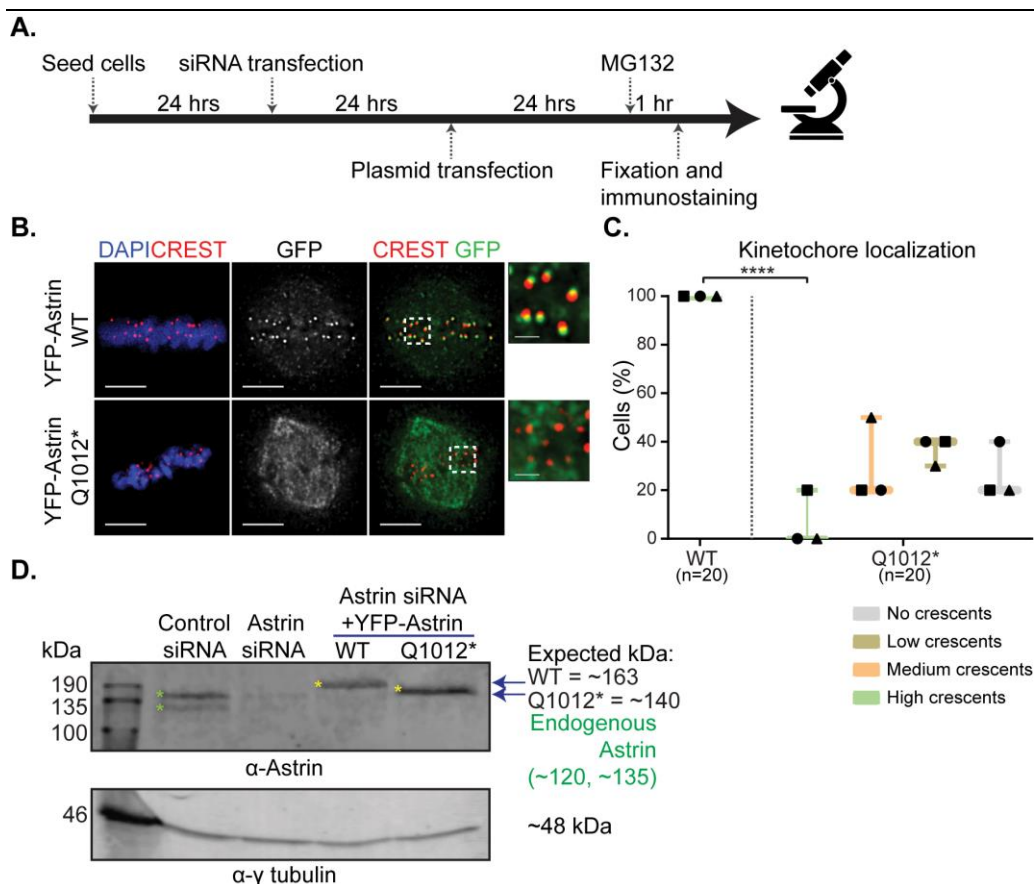 A.
Seed cells
siRNA transfection
MG132
24 hrs
24 hrs
24 hrs
1 hr
Plasmid transfection
Fixation and
immunostaining
B.
DAPICREST
GFP
CREST GFP
YFP-Astrin
WT
YFP-Astrin
Q1012*
C.
Kinetochore localization
****
Cells (%)
100
80
60
40
20
0
WT
(n=20)
Q1012*
(n=20)
No crescents
Low crescents
Medium crescents
High crescents
D.
kDa
Control
siRNA
Astrin
siRNA
Astrin siRNA
+YFP-Astrin
WT
Q1012*
190
135
100
*
*
*
*
α-Astrin
Expected kDa:
WT = ~163
Q1012* = ~140
Endogenous
Astrin
(~120, ~135)
46
~48 kDa
α-γ tubulin